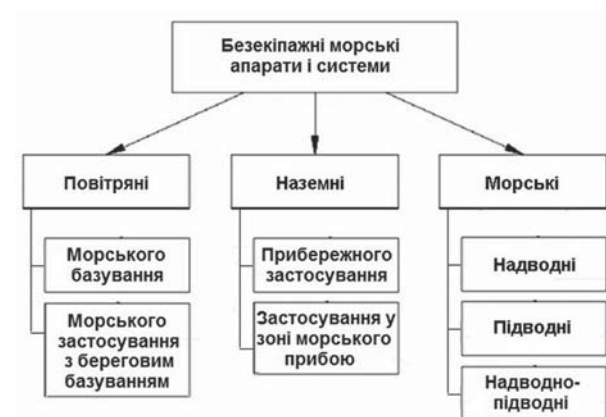 Безекіпажні морські
апарати і системи
Повітряні
Наземні
Морські
Морського
базування
Морського
застосування
з береговим
базуванням
Прибережного
застосування
Застосування у
зоні морського
прибою
Надводні
Підводні
Надводно-
підводні